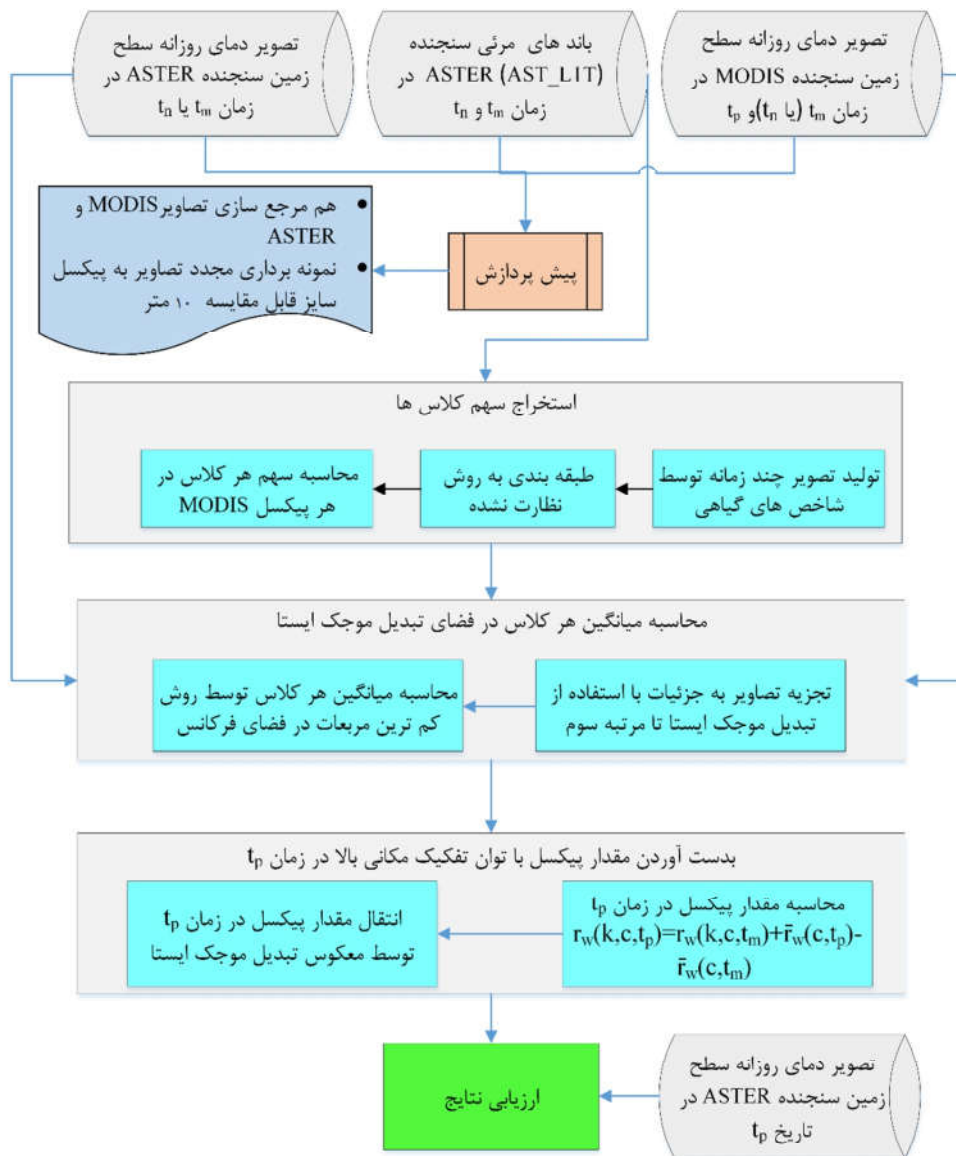 تصویر دمای روزانه سطح
زمین سنجنده MODIS در
زمان tm (یا tn)و tp
باند های مرئی سنجنده
ASTER (AST_LIT) در
زمان tm و tn
تصویر دمای روزانه سطح
زمین سنجنده ASTER در
زمان tm یا tn
پیش پردازش
• هم مرجع سازی تصاویرMODIS و
ASTER
• نمونه برداری مجدد تصاویر به پیکسل
سایز قابل مقایسه ۱۰ متر
استخراج سهم کلاس ها
تولید تصویر چند زمانه توسط
شاخص های گیاهی
طبقه بندی به روش
نظارت نشده
محاسبه سهم هر کلاس در
هر پیکسل MODIS
محاسبه میانگین هر کلاس در فضای تبدیل موجک ایستا
تجزیه تصاویر به جزئیات با استفاده از
تبدیل موجک ایستا تا مرتبه سوم
محاسبه میانگین هر کلاس توسط روش
کم ترین مربعات در فضای فرکانس
بدست آوردن مقدار پیکسل با توان تفکیک مکانی بالا در زمان tp
محاسبه مقدار پیکسل در زمان tp
rw(k,c,tp)=rw(k,c,tm)+r̄w(c,tp)-
r̄w(c,tm)
انتقال مقدار پیکسل در زمان tp
توسط معکوس تبدیل موجک ایستا
ارزیابی نتایج
تصویر دمای روزانه سطح
زمین سنجنده ASTER در
تاریخ tp